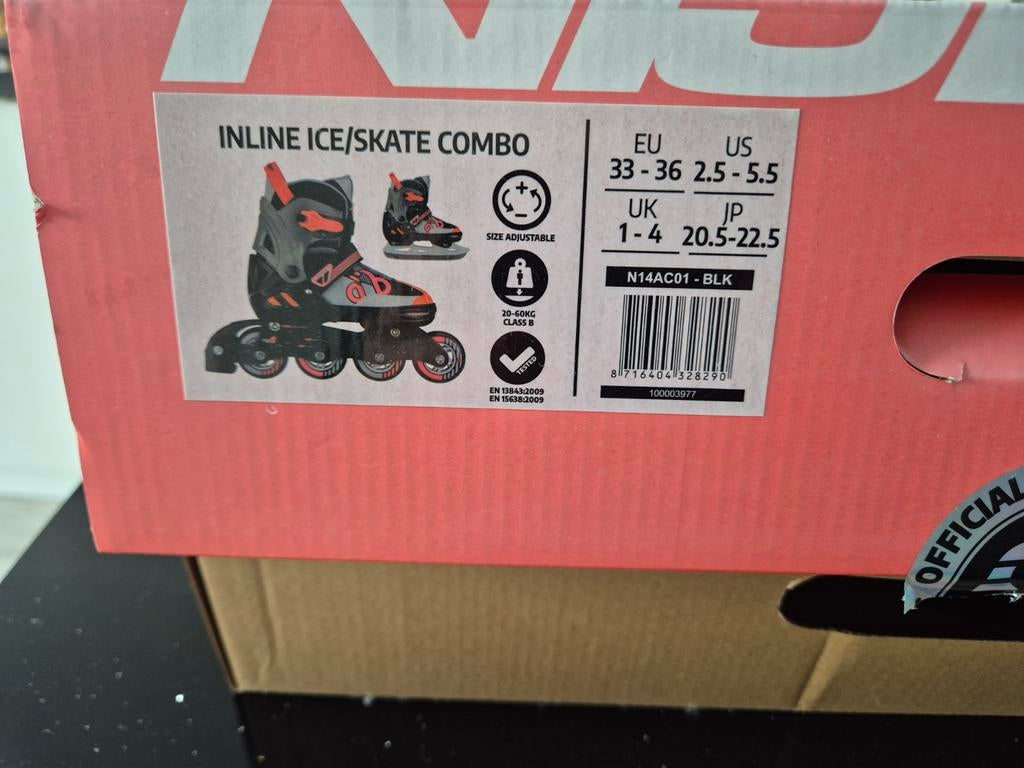 INLINE ICE/SKATE COMBO
SIZE ADJUSTABLE
20-60KG
CLASS B
TESTED
EN 13843:2009
EN 15638:2009
EU
33 - 36
US
2.5 - 5.5
UK
1 - 4
JP
20.5-22.5
N14AC01 - BLK
8 716404 328290
100003977
OFFICIAL